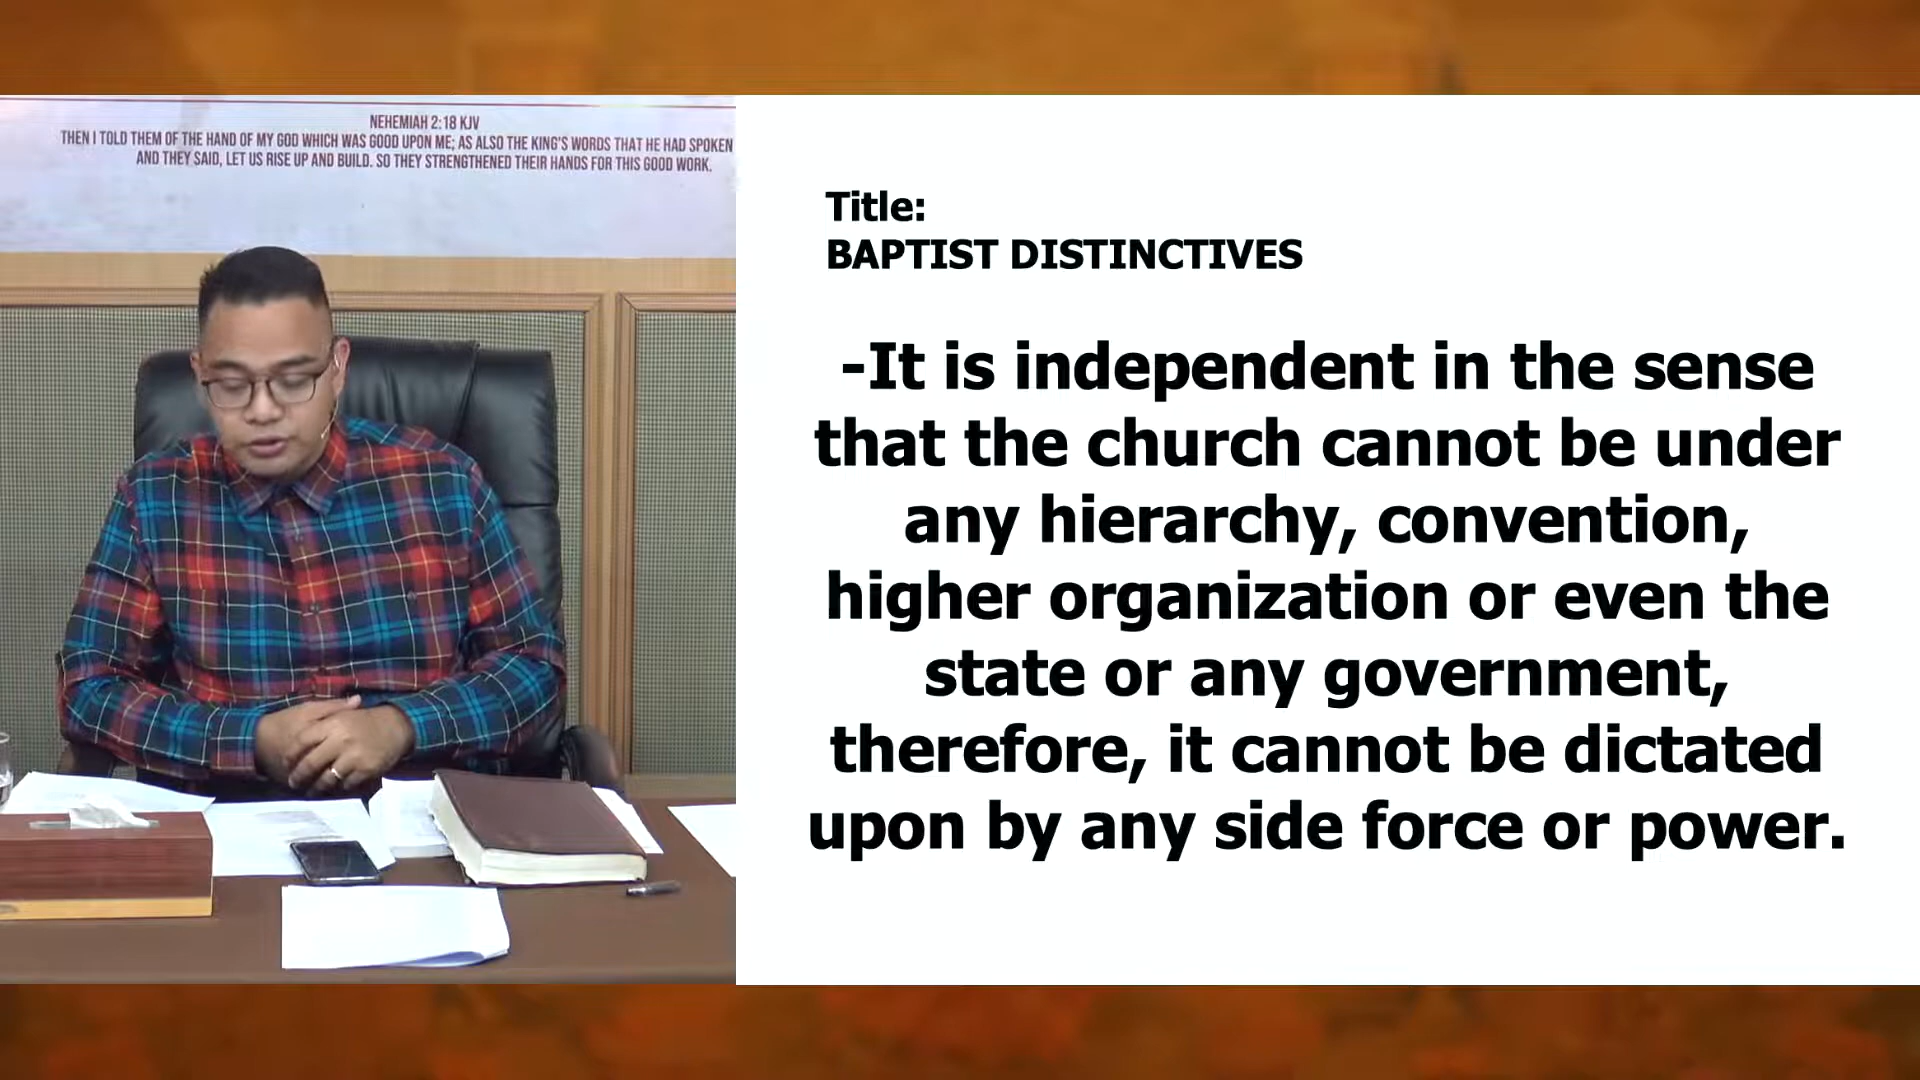 NEHEMIAH 2:18 KJV
THEN I TOLD THEM OF THE HAND OF MY GOD WHICH WAS GOOD UPON ME; AS ALSO THE KING'S WORDS THAT HE HAD SPOKEN
AND THEY SAID, LET US RISE UP AND BUILD. SO THEY STRENGTHENED THEIR HANDS FOR THIS GOOD WORK.
Title:
BAPTIST DISTINCTIVES
-It is independent in the sense
that the church cannot be under
any hierarchy, convention,
higher organization or even the
state or any government,
therefore, it cannot be dictated
upon by any side force or power.